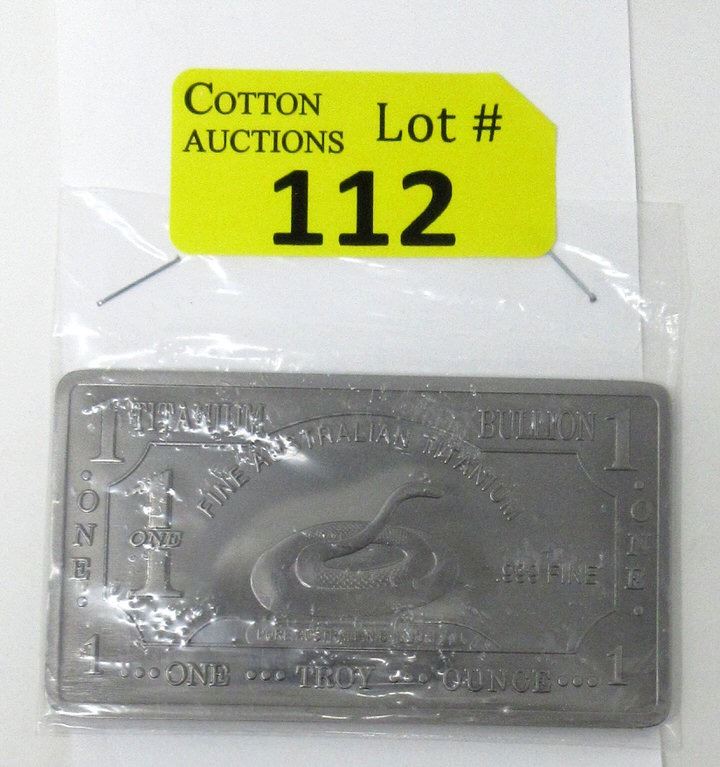 COTTON
AUCTIONS
Lot #
112
1 TITANIUM BULLION 1
FINE AUSTRALIAN TITANIUM
ONE
1
ONE
.999 FINE
ONE
1 ONE TROY OUNCE 1